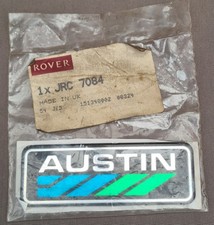 ROVER
1x JRC 7084
MADE IN UK
AUSTIN